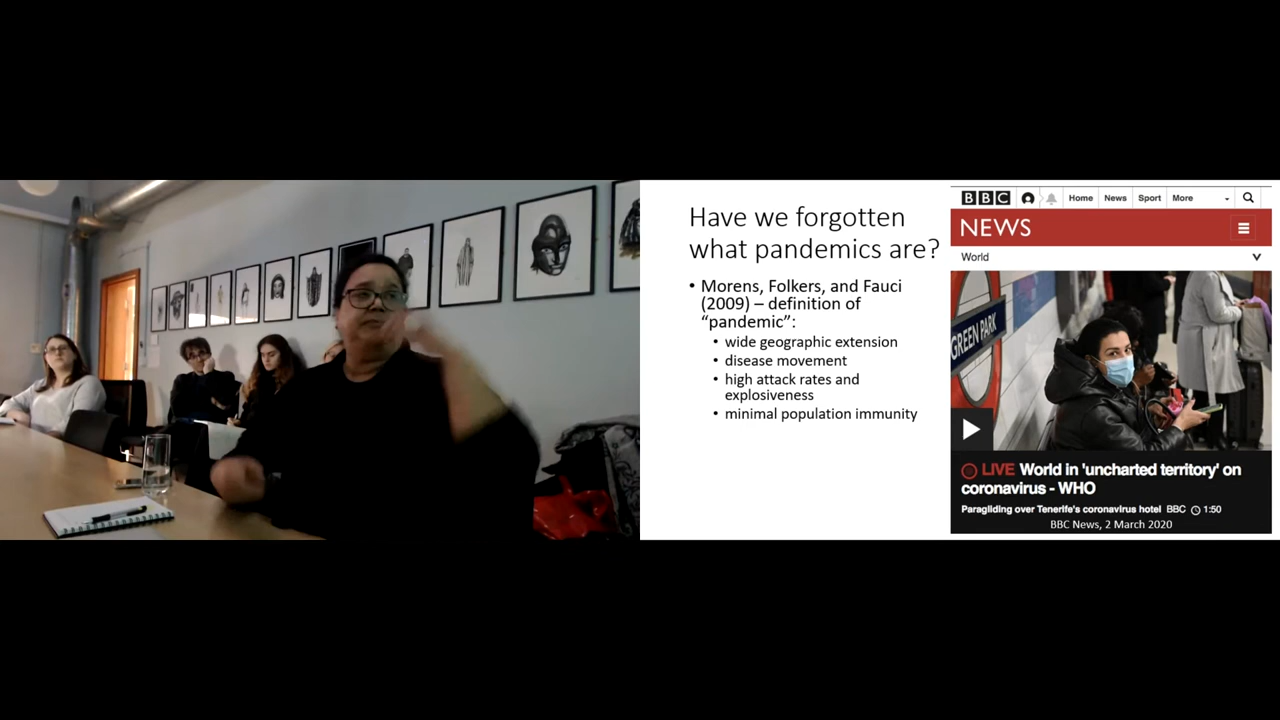 Have we forgotten
what pandemics are?
• Morens, Folkers, and Fauci
(2009) – definition of
“pandemic”:
• wide geographic extension
• disease movement
• high attack rates and
explosiveness
• minimal population immunity
BBC
Home News Sport More
NEWS
World
GREEN PARK
LIVE World in 'uncharted territory' on
coronavirus - WHO
Paragliding over Tenerife's coronavirus hotel BBC 1:50
BBC News, 2 March 2020